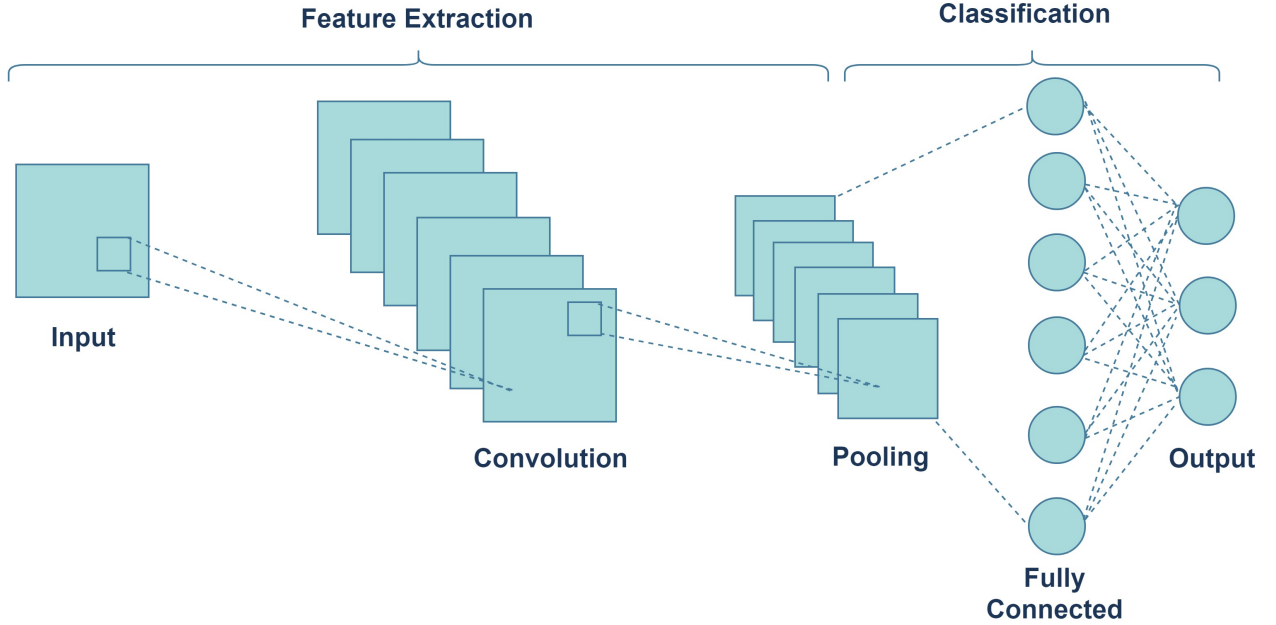 Feature Extraction
Classification
Input
Convolution
Pooling
Output
Fully
Connected